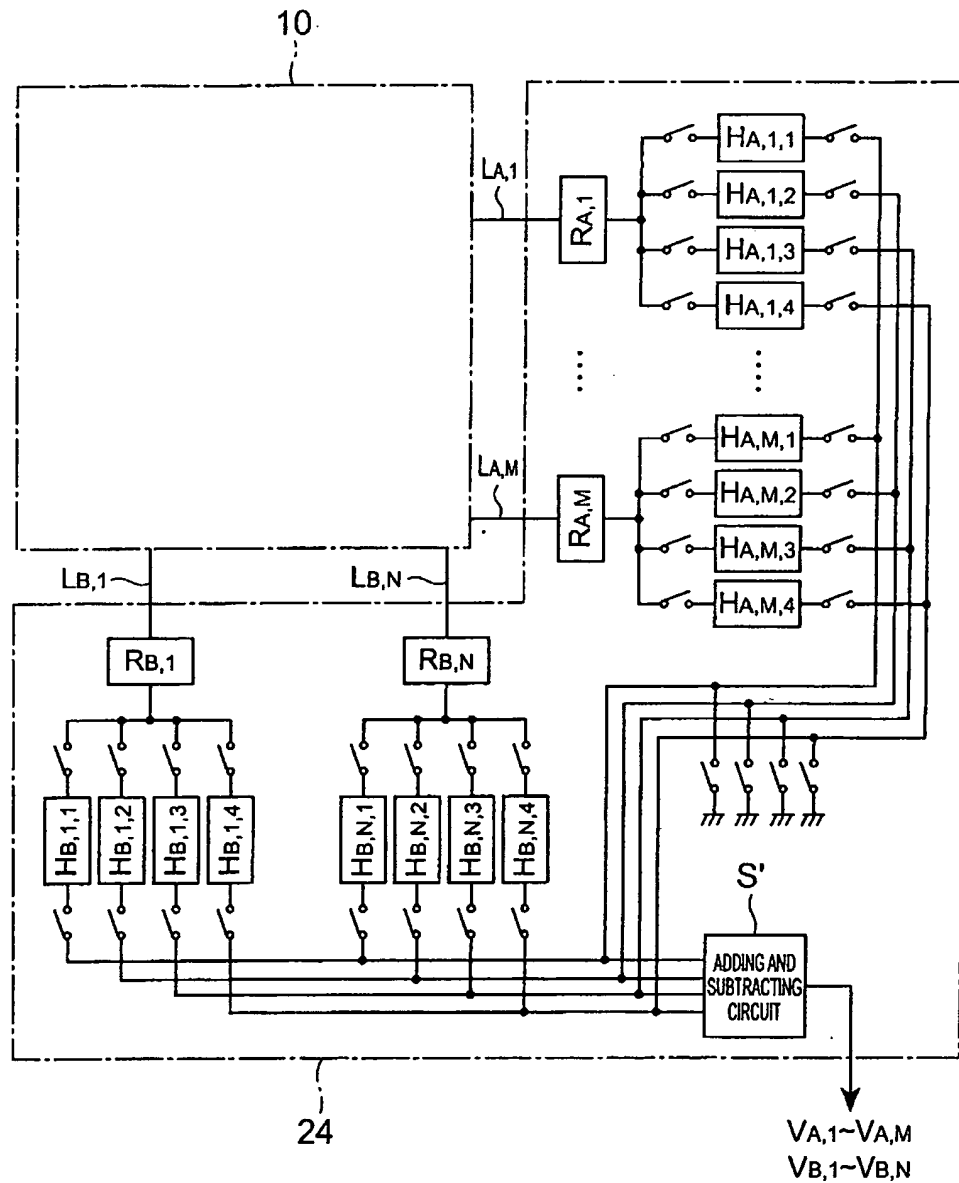 10
LA,1
RA,1
HA,1,1
HA,1,2
HA,1,3
HA,1,4
LA,M
RA,M
HA,M,1
HA,M,2
HA,M,3
HA,M,4
LB,1
LB,N
RB,1
RB,N
HB,1,1
HB,1,2
HB,1,3
HB,1,4
HB,N,1
HB,N,2
HB,N,3
HB,N,4
S'
ADDING AND
SUBTRACTING
CIRCUIT
24
VA,1~VA,M
VB,1~VB,N